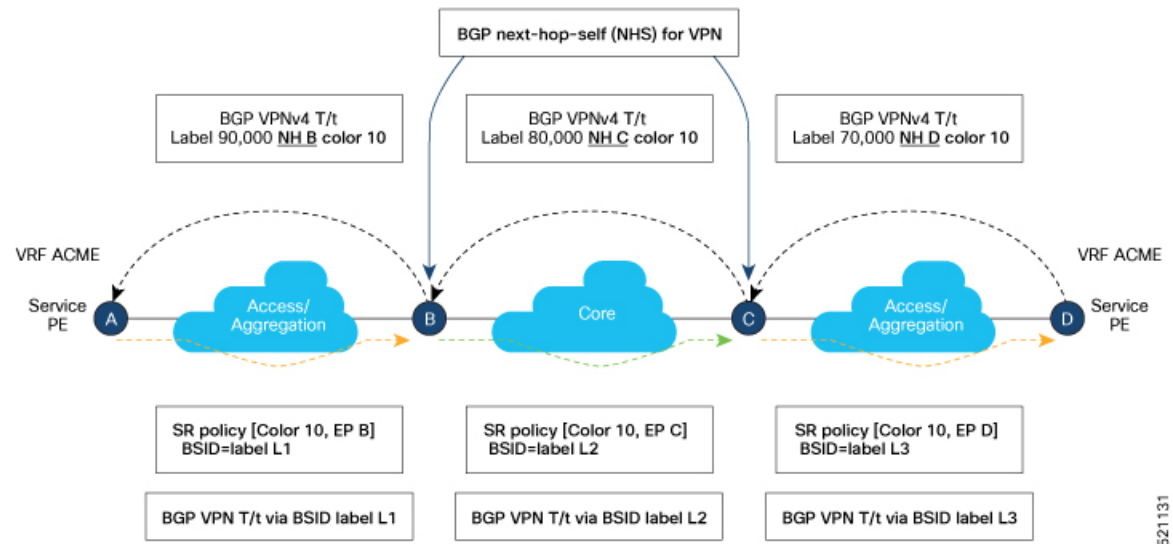 BGP next-hop-self (NHS) for VPN
BGP VPNv4 T/t
Label 90,000 NH B color 10
BGP VPNv4 T/t
Label 80,000 NH C color 10
BGP VPNv4 T/t
Label 70,000 NH D color 10
VRF ACME
VRF ACME
Service
PE
A
Access/
Aggregation
B
Core
C
Access/
Aggregation
D
Service
PE
SR policy [Color 10, EP B]
BSID=label L1
SR policy [Color 10, EP C]
BSID=label L2
SR policy [Color 10, EP D]
BSID=label L3
BGP VPN T/t via BSID label L1
BGP VPN T/t via BSID label L2
BGP VPN T/t via BSID label L3
521131